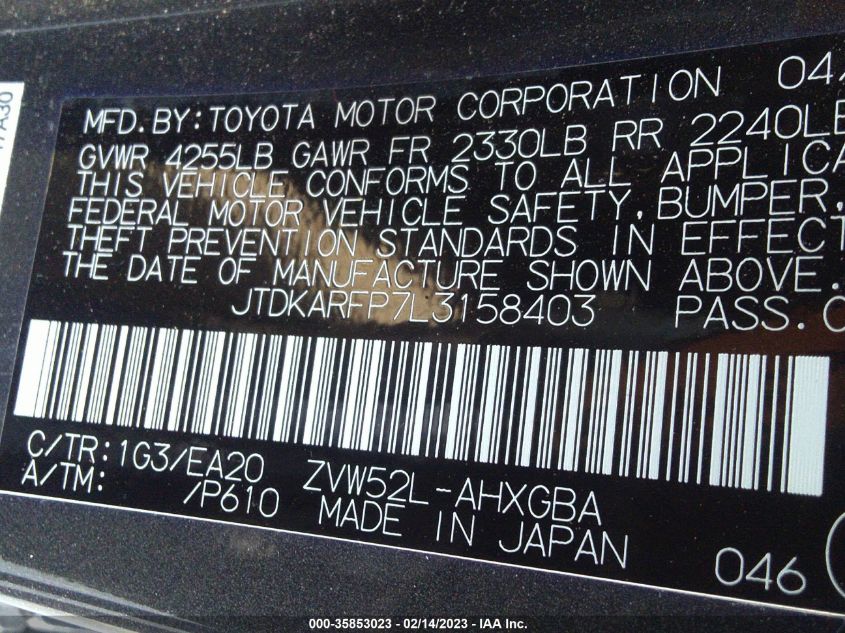 MFD.BY:TOYOTA MOTOR CORPORATION 04/
GVWR 4255LB GAWR FR 2330LB RR 2240LB
THIS VEHICLE CONFORMS TO ALL APPLICA
FEDERAL MOTOR VEHICLE SAFETY,BUMPER,
THEFT PREVENTION STANDARDS IN EFFECT
THE DATE OF MANUFACTURE SHOWN ABOVE.
JTDKARFP7L3158403 PASS.C
C/TR:1G3/EA20 ZVW52L-AHXGBA
A/TM: /P610 MADE IN JAPAN
046
000-35853023 - 02/14/2023 - IAA Inc.